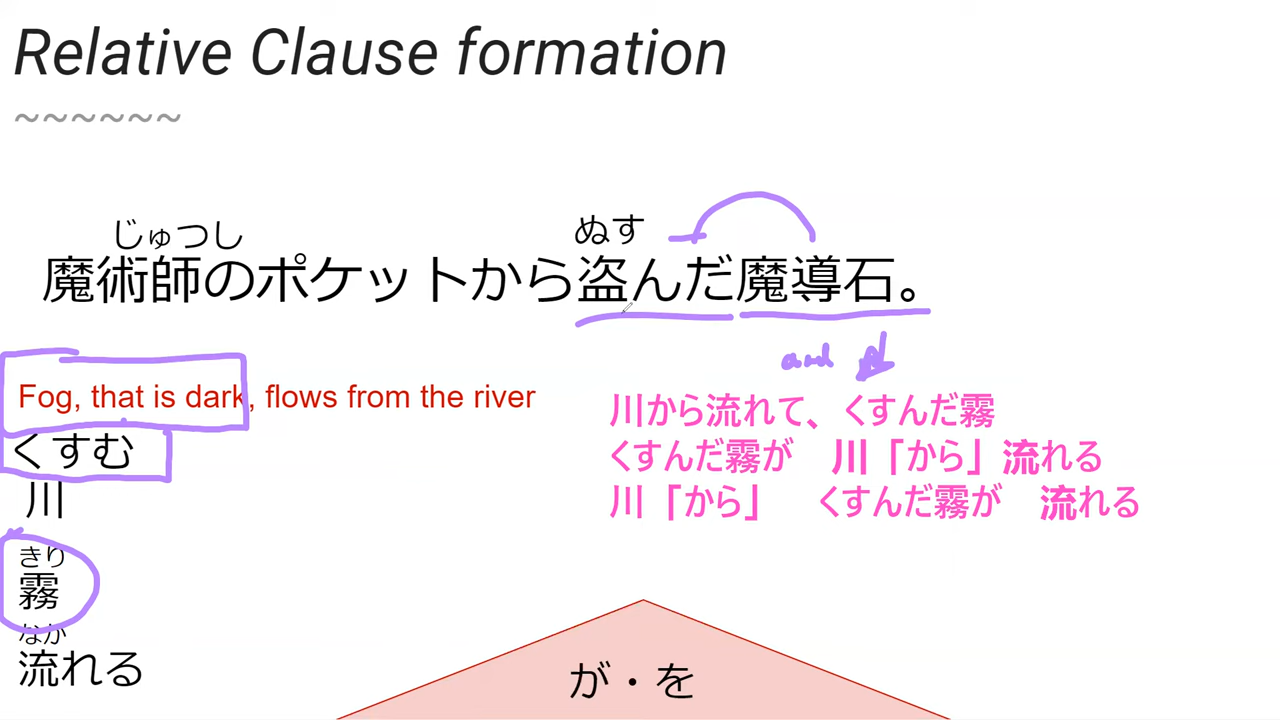 Relative Clause formation
~~~~~~
じゅつし ぬす
魔術師のポケットから盗んだ魔導石。
and
Fog, that is dark, flows from the river
くすむ
川
きり
霧
なが
流れる
川から流れて、くすんだ霧
くすんだ霧が 川「から」流れる
川「から」 くすんだ霧が 流れる
が・を